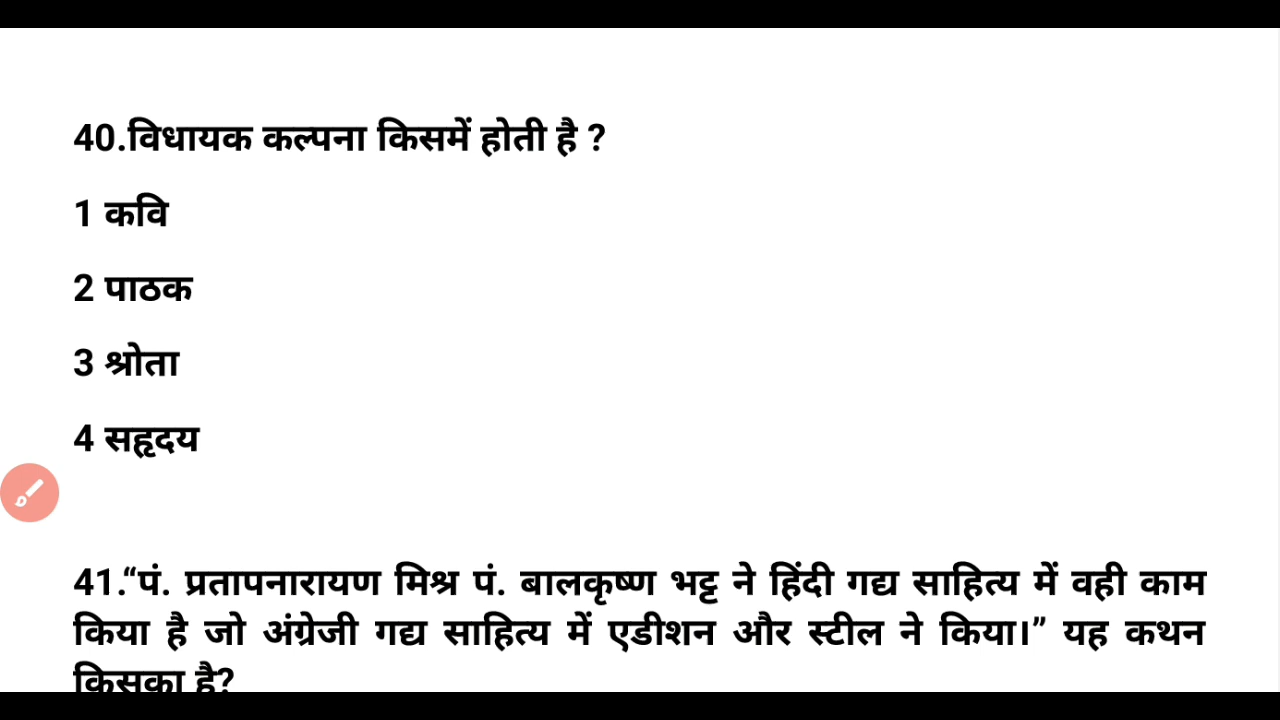 40.विधायक कल्पना किसमें होती है ?
1 कवि
2 पाठक
3 श्रोता
4 सहृदय
41.“पं. प्रतापनारायण मिश्र पं. बालकृष्ण भट्ट ने हिंदी गद्य साहित्य में वही काम
किया है जो अंग्रेजी गद्य साहित्य में एडीशन और स्टील ने किया।” यह कथन
किसका है?